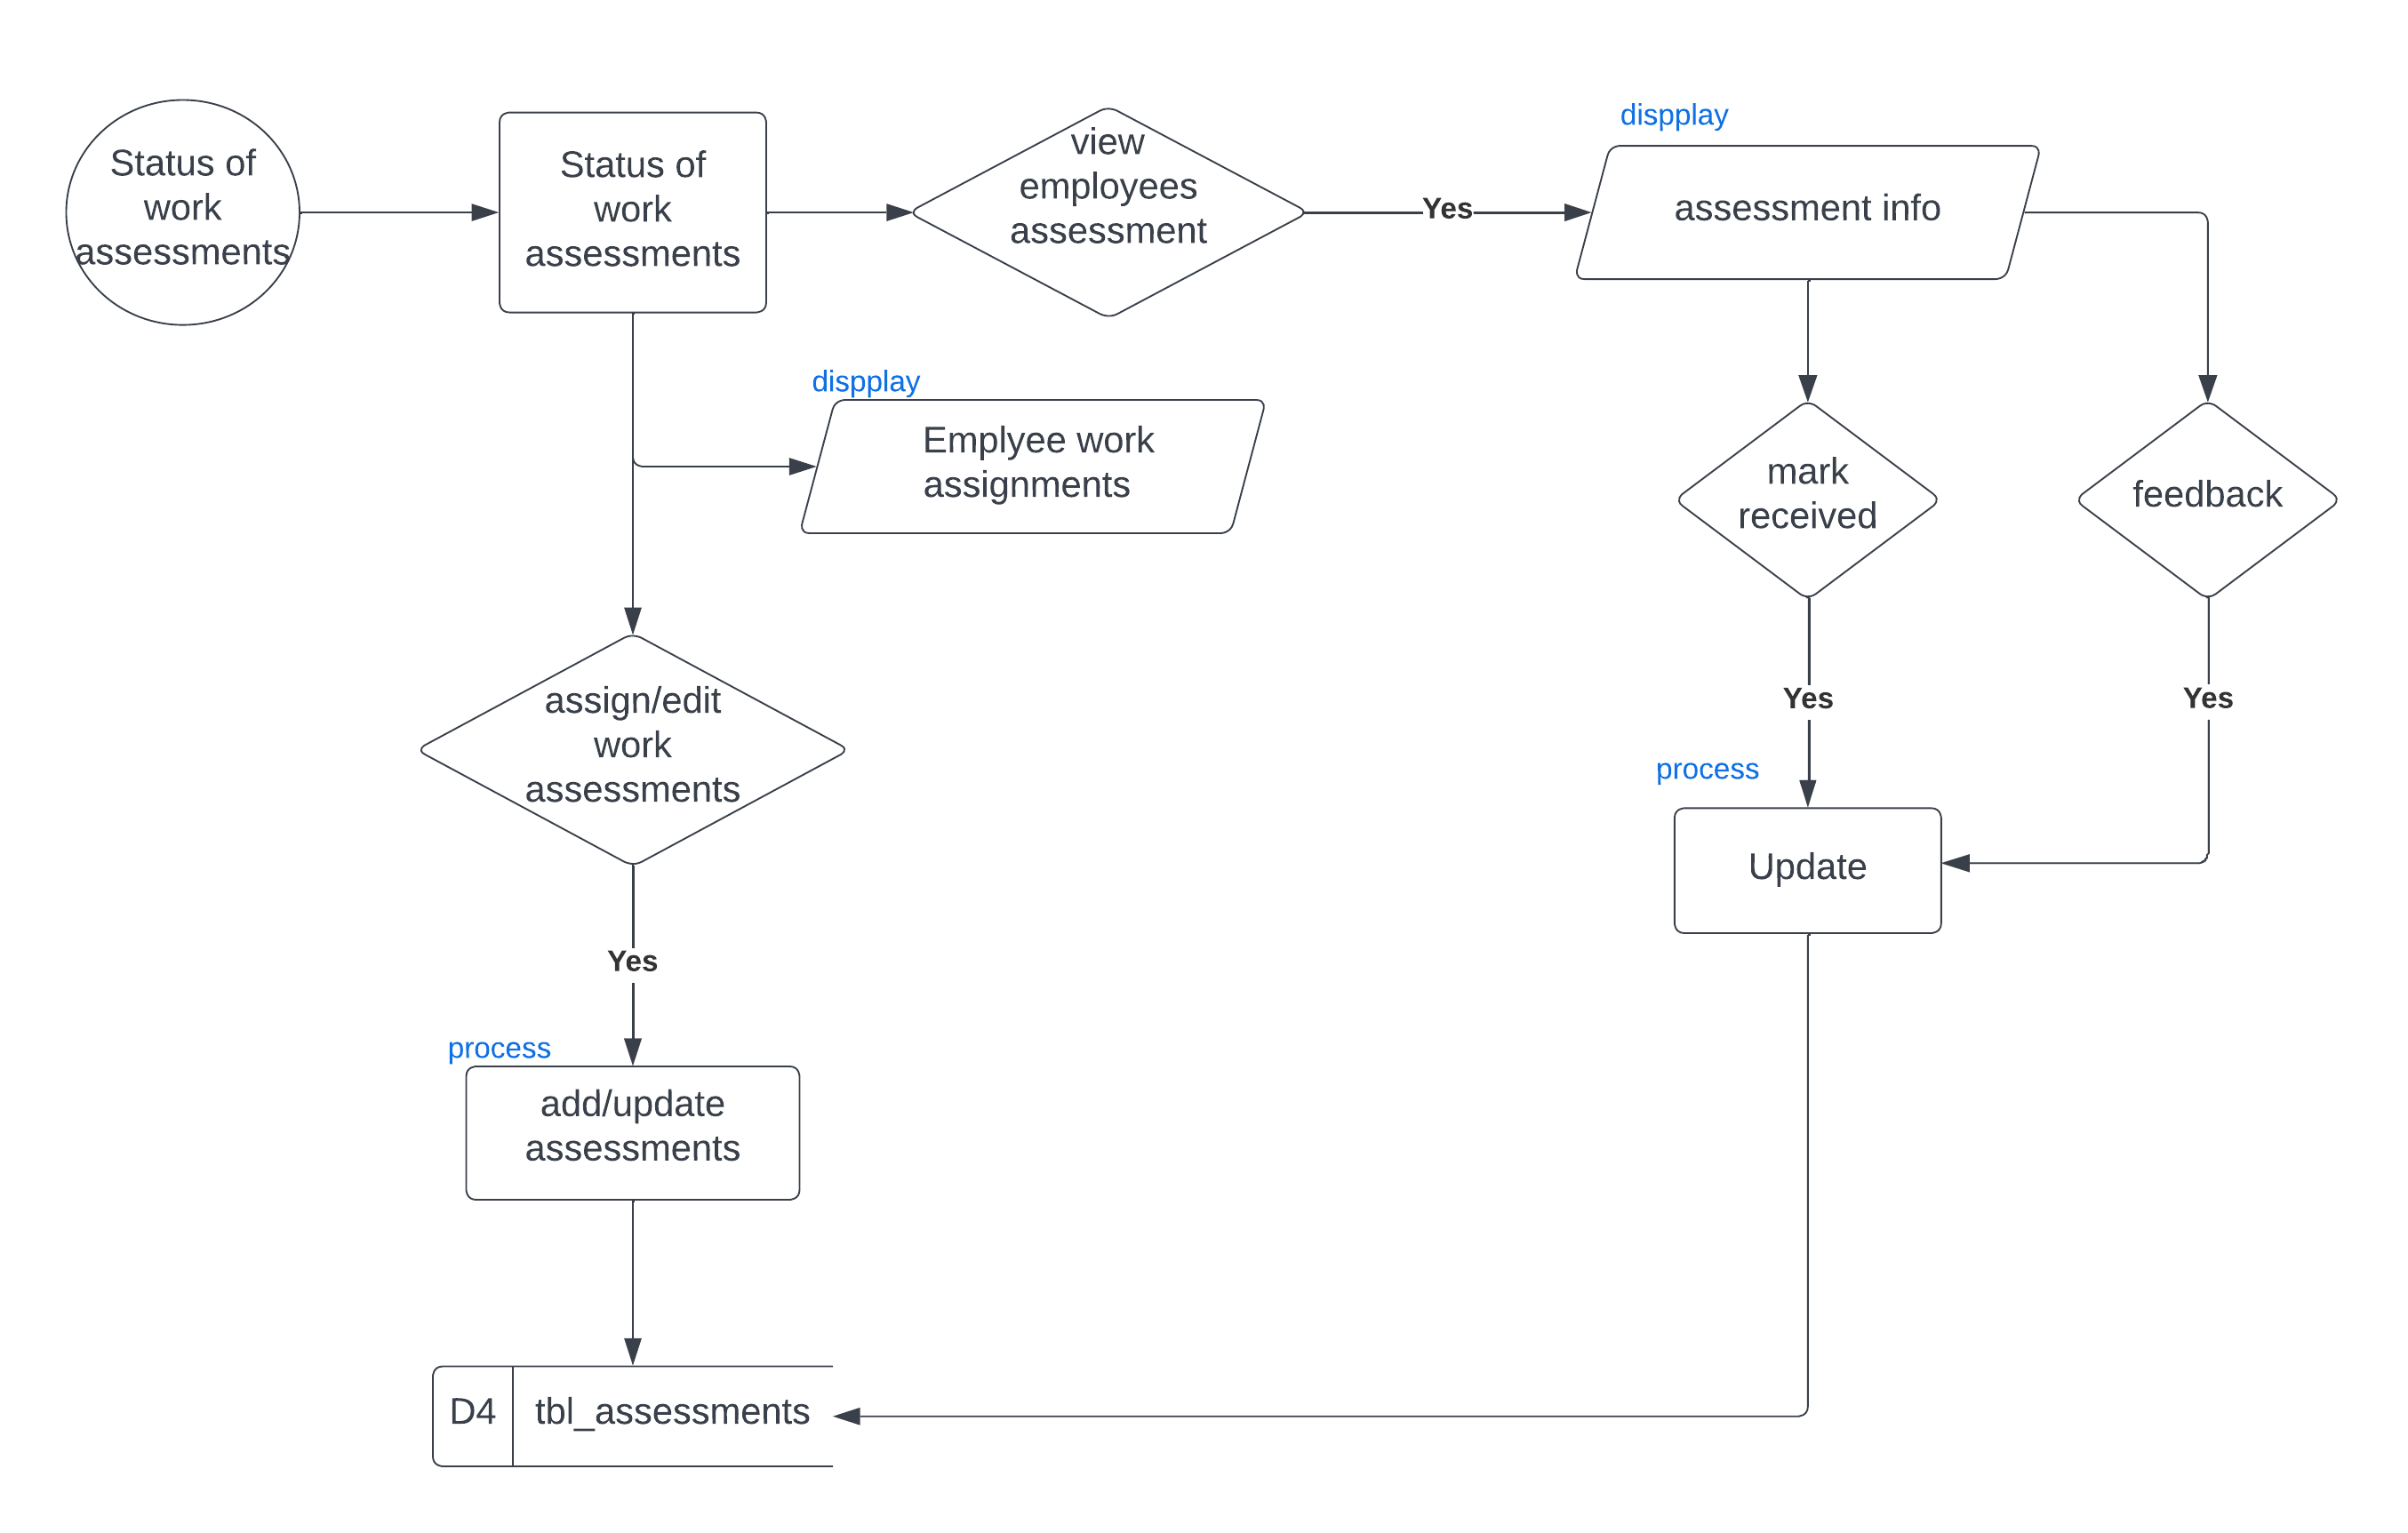 Status of
work
assessments
Status of
work
assessments
view
employees
assessment
Yes
dispplay
assessment info
dispplay
Emplyee work
assignments
mark
received
feedback
assign/edit
work
assessments
Yes
Yes
process
Update
Yes
process
add/update
assessments
D4
tbl_assessments